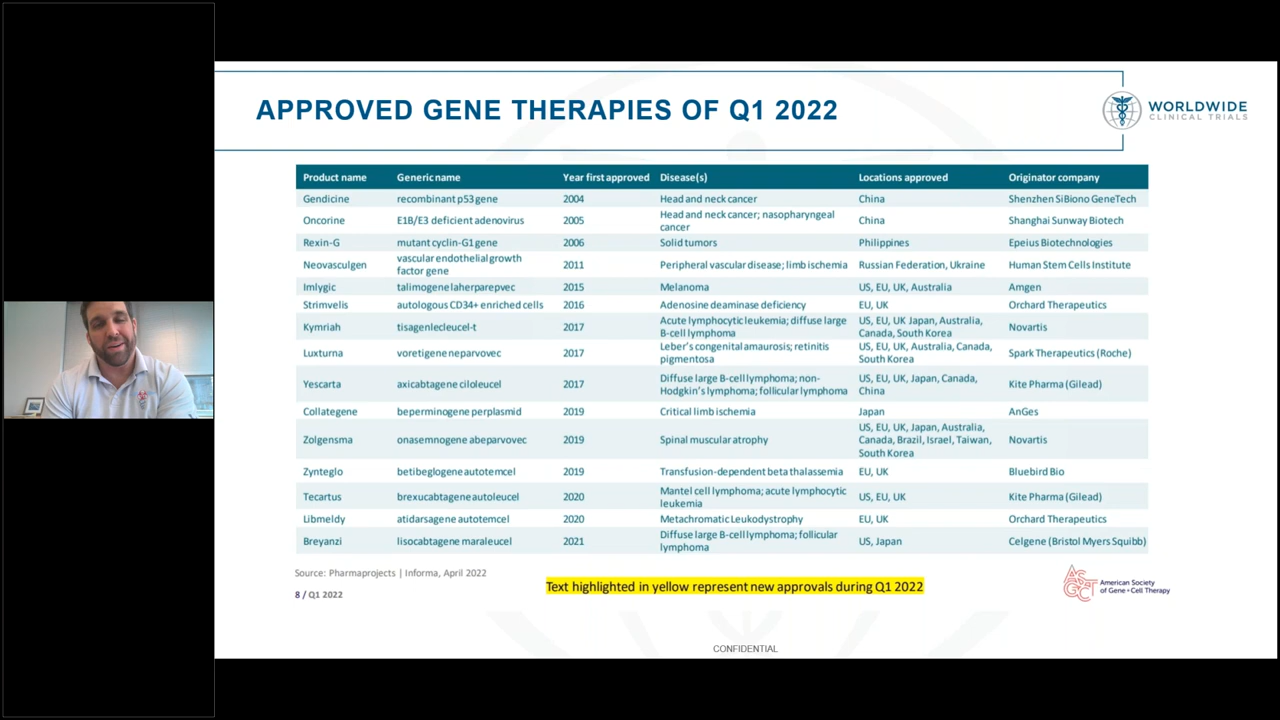 APPROVED GENE THERAPIES OF Q1 2022
WORLDWIDE
CLINICAL TRIALS
Product name Generic name Year first approved Disease(s) Locations approved Originator company
Gendicine recombinant p53 gene 2004 Head and neck cancer China Shenzhen SiBiono GeneTech
Oncorine E1B/E3 deficient adenovirus 2005 Head and neck cancer; nasopharyngeal
cancer China Shanghai Sunway Biotech
Rexin-G mutant cyclin-G1 gene 2006 Solid tumors Philippines Epeius Biotechnologies
Neovasculgen vascular endothelial growth
factor gene 2011 Peripheral vascular disease; limb ischemia Russian Federation, Ukraine Human Stem Cells Institute
Imlygic talimogene laherparepvec 2015 Melanoma US, EU, UK, Australia Amgen
Strimvelis autologous CD34+ enriched cells 2016 Adenosine deaminase deficiency EU, UK Orchard Therapeutics
Kymriah tisagenlecleucel-t 2017 Acute lymphocytic leukemia; diffuse large
B-cell lymphoma US, EU, UK Japan, Australia,
Canada, South Korea Novartis
Luxturna voretigene neparvovec 2017 Leber's congenital amaurosis; retinitis
pigmentosa US, EU, UK, Australia, Canada,
South Korea Spark Therapeutics (Roche)
Yescarta axicabtagene ciloleucel 2017 Diffuse large B-cell lymphoma; non-
Hodgkin's lymphoma; follicular lymphoma US, EU, UK, Japan, Canada,
China Kite Pharma (Gilead)
Collategene beperminogene perplasmid 2019 Critical limb ischemia Japan AnGes
Zolgensma onasemnogene abeparvovec 2019 Spinal muscular atrophy US, EU, UK, Japan, Australia,
Canada, Brazil, Israel, Taiwan,
South Korea Novartis
Zynteglo betibeglogene autotemcel 2019 Transfusion-dependent beta thalassemia EU, UK Bluebird Bio
Tecartus brexucabtagene autoleucel 2020 Mantel cell lymphoma; acute lymphocytic
leukemia US, EU, UK Kite Pharma (Gilead)
Libmeldy atidarsagene autotemcel 2020 Metachromatic Leukodystrophy EU, UK Orchard Therapeutics
Breyanzi lisocabtagene maraleucel 2021 Diffuse large B-cell lymphoma; follicular
lymphoma US, Japan Celgene (Bristol Myers Squibb)
Source: Pharmaprojects | Informa, April 2022
8 / Q1 2022
Text highlighted in yellow represent new approvals during Q1 2022
ASGCT
American Society
of Gene + Cell Therapy
CONFIDENTIAL